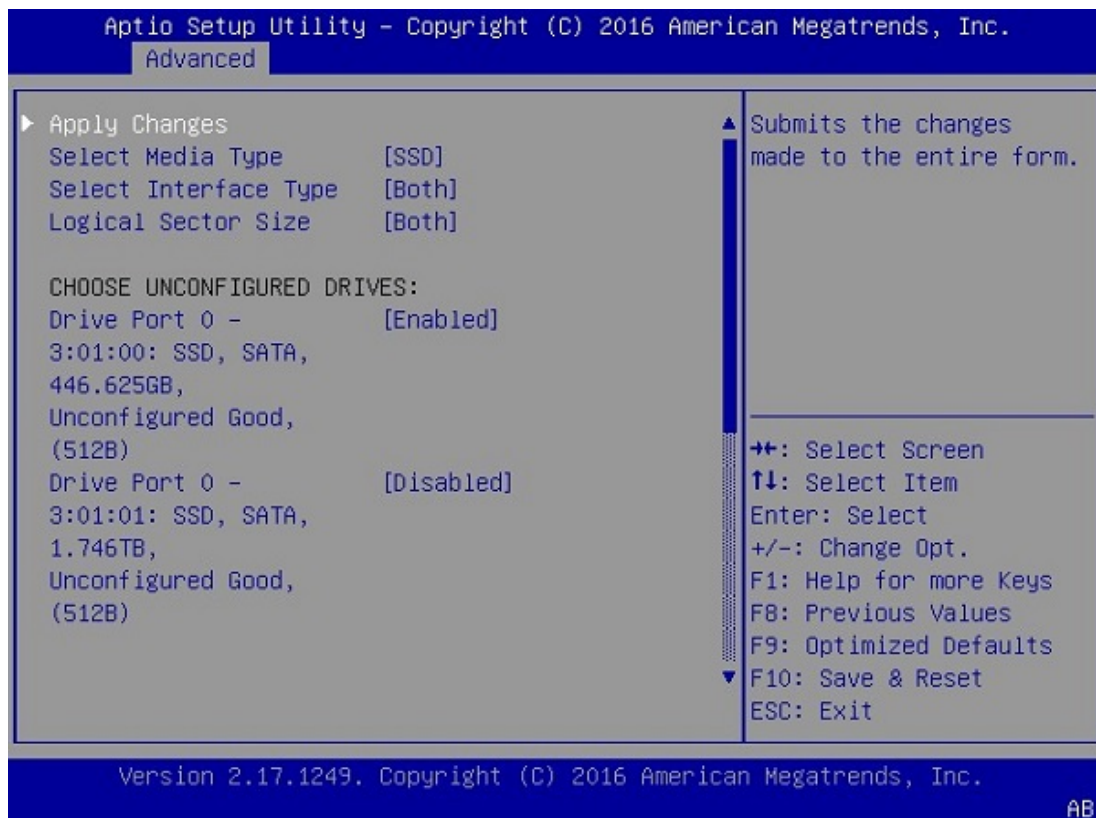 Aptio Setup Utility – Copyright (C) 2016 American Megatrends, Inc.
Advanced
▶ Apply Changes
Select Media Type [SSD]
Select Interface Type [Both]
Logical Sector Size [Both]
CHOOSE UNCONFIGURED DRIVES:
Drive Port 0 – [Enabled]
3:01:00: SSD, SATA,
446.625GB,
Unconfigured Good,
(512B)
Drive Port 0 – [Disabled]
3:01:01: SSD, SATA,
1.746TB,
Unconfigured Good,
(512B)
Submits the changes
made to the entire form.
→←: Select Screen
↑↓: Select Item
Enter: Select
+/-: Change Opt.
F1: Help for more Keys
F8: Previous Values
F9: Optimized Defaults
F10: Save & Reset
ESC: Exit
Version 2.17.1249. Copyright (C) 2016 American Megatrends, Inc.
AB